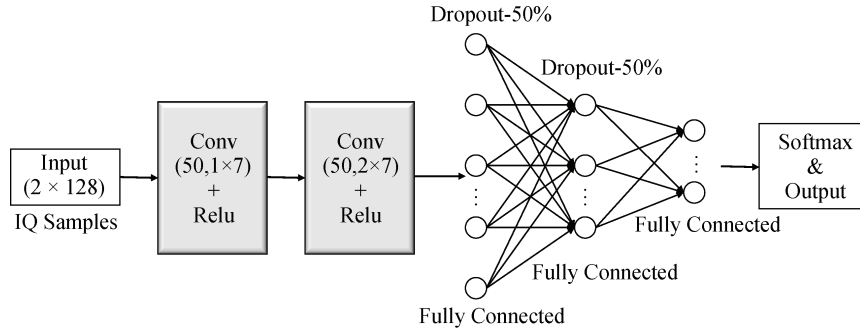 Dropout-50%
Dropout-50%
Input
(2 × 128)
IQ Samples
Conv
(50,1×7)
+
Relu
Conv
(50,2×7)
+
Relu
Softmax
&
Output
Fully Connected
Fully Connected
Fully Connected